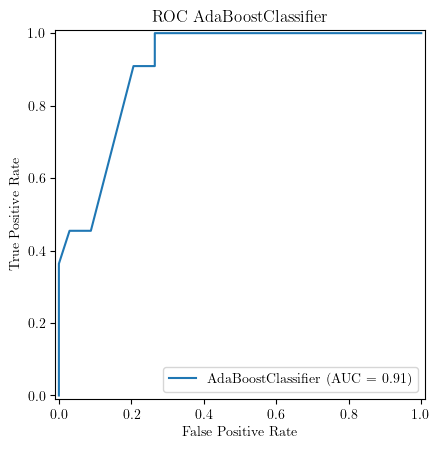 ROC AdaBoostClassifier
1.0
0.8
0.6
0.4
0.2
0.0
True Positive Rate
AdaBoostClassifier (AUC = 0.91)
0.0 0.2 0.4 0.6 0.8 1.0
False Positive Rate